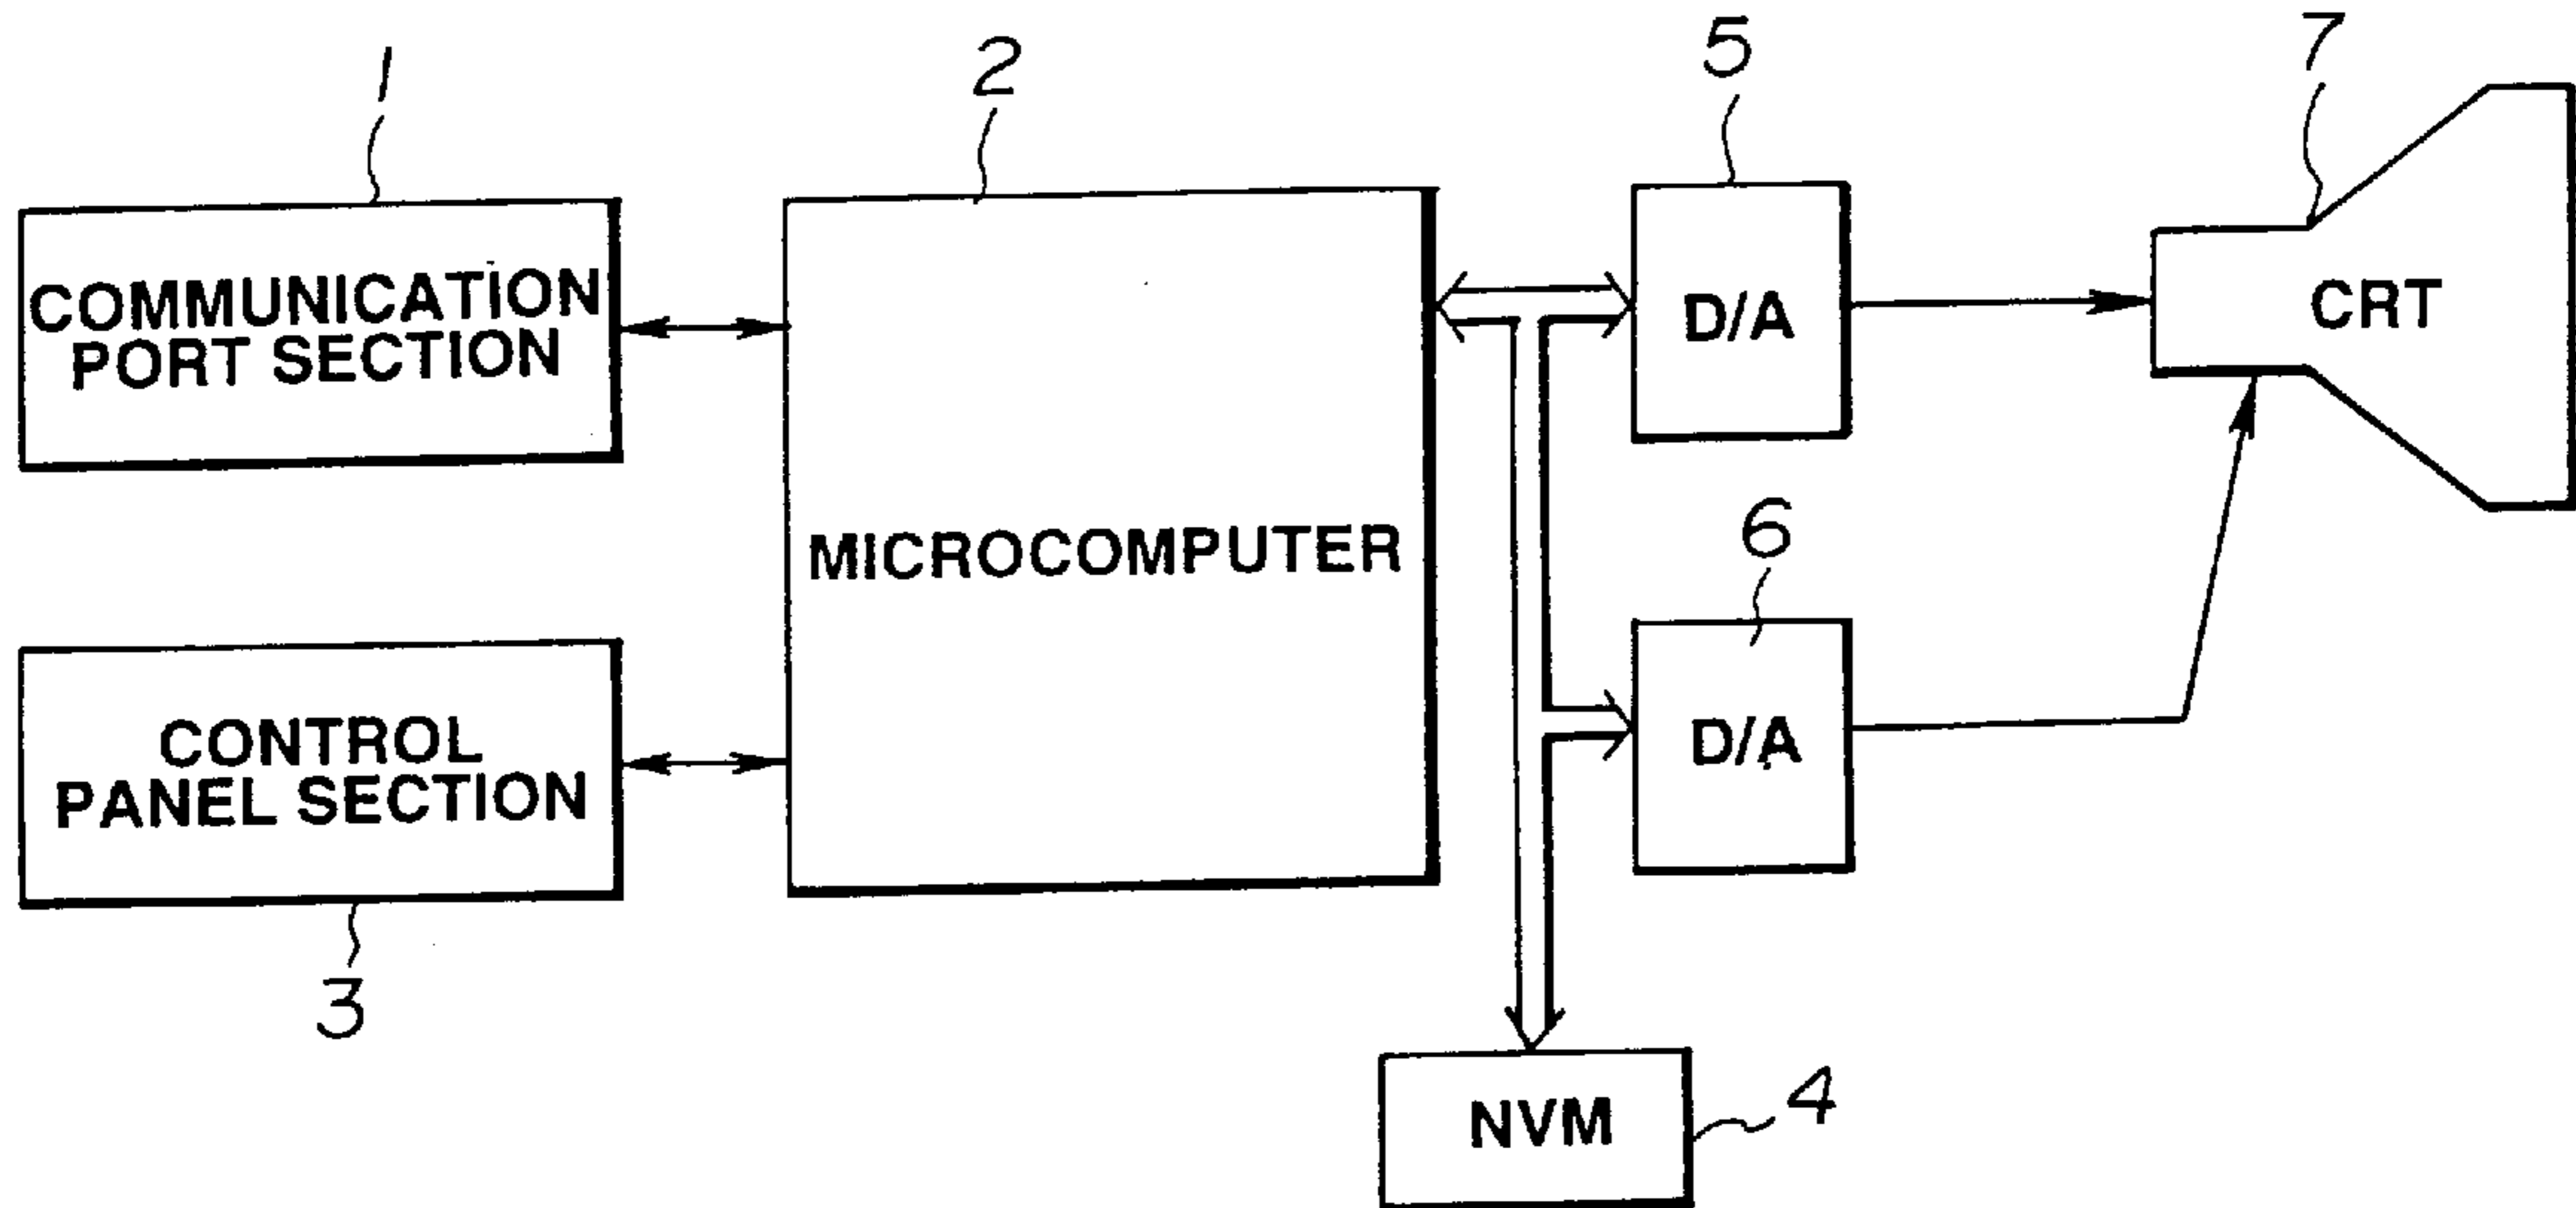 1
2
5
7
COMMUNICATION
PORT SECTION
MICROCOMPUTER
D/A
CRT
6
CONTROL
PANEL SECTION
D/A
3
NVM
4